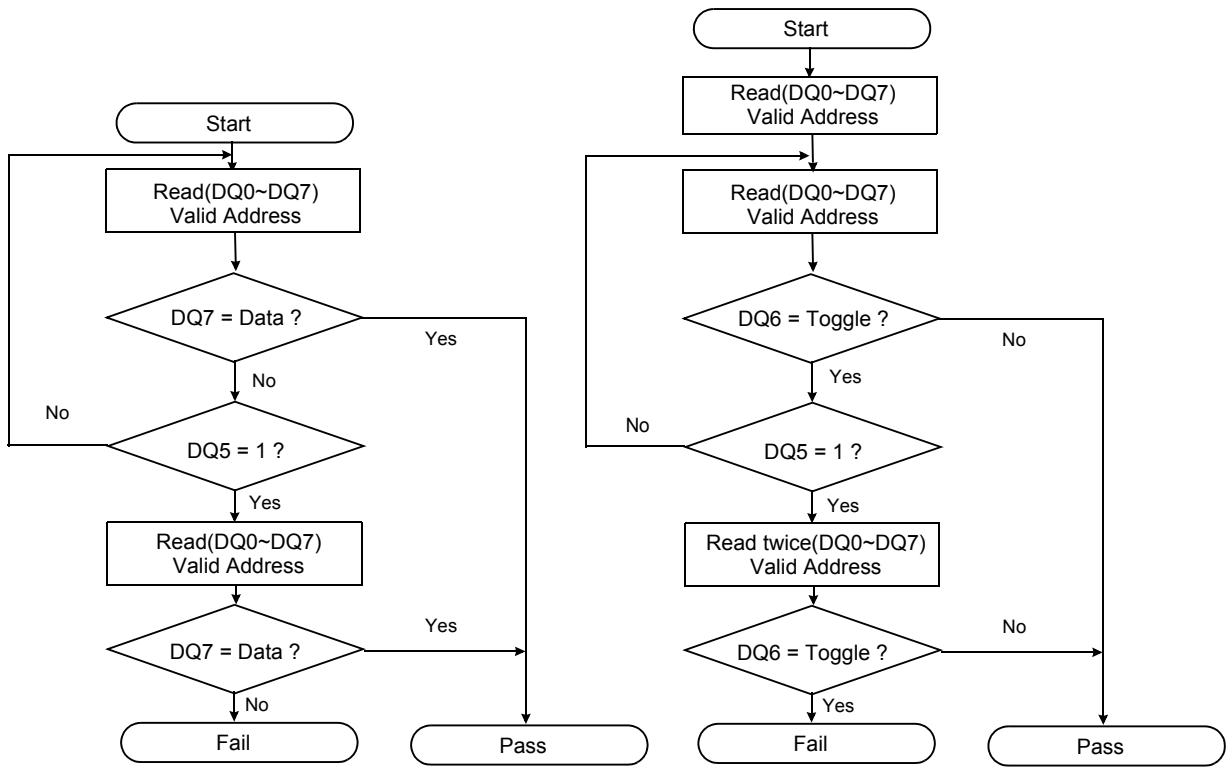 Start
Read(DQ0~DQ7)
Valid Address
DQ7 = Data ?
Yes
No
No
DQ5 = 1 ?
Yes
Read(DQ0~DQ7)
Valid Address
DQ7 = Data ?
Yes
No
Fail
Pass
Start
Read(DQ0~DQ7)
Valid Address
Read(DQ0~DQ7)
Valid Address
DQ6 = Toggle ?
No
Yes
No
DQ5 = 1 ?
Yes
Read twice(DQ0~DQ7)
Valid Address
DQ6 = Toggle ?
No
Yes
Fail
Pass